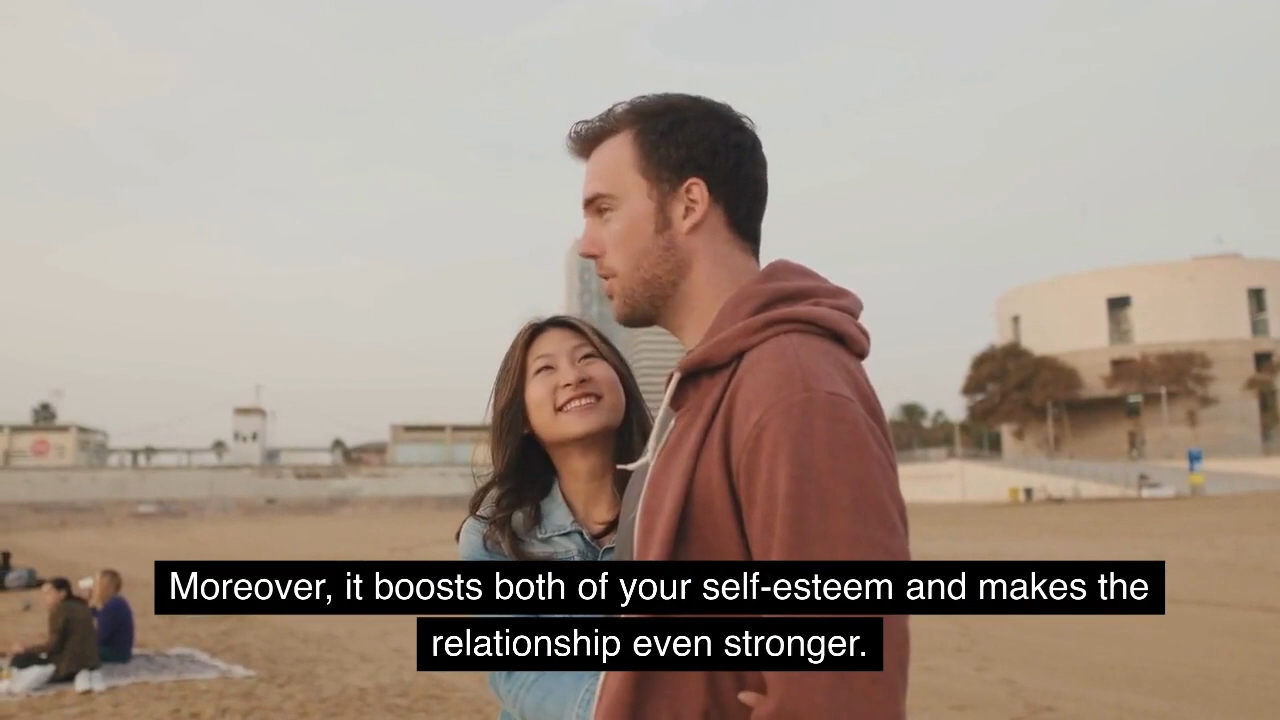 Moreover, it boosts both of your self-esteem and makes the
relationship even stronger.